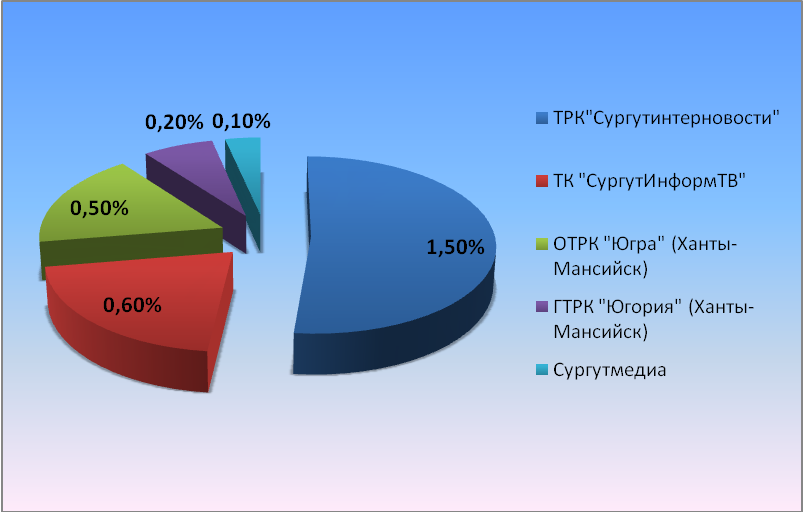 0,20% 0,10%
0,50%
1,50%
0,60%
ТРК"Сургутинтерновости"
ТК "СургутИнформТВ"
ОТРК "Югра" (Ханты-
Мансийск)
ГТРК "Югория" (Ханты-
Мансийск)
Сургутмедиа